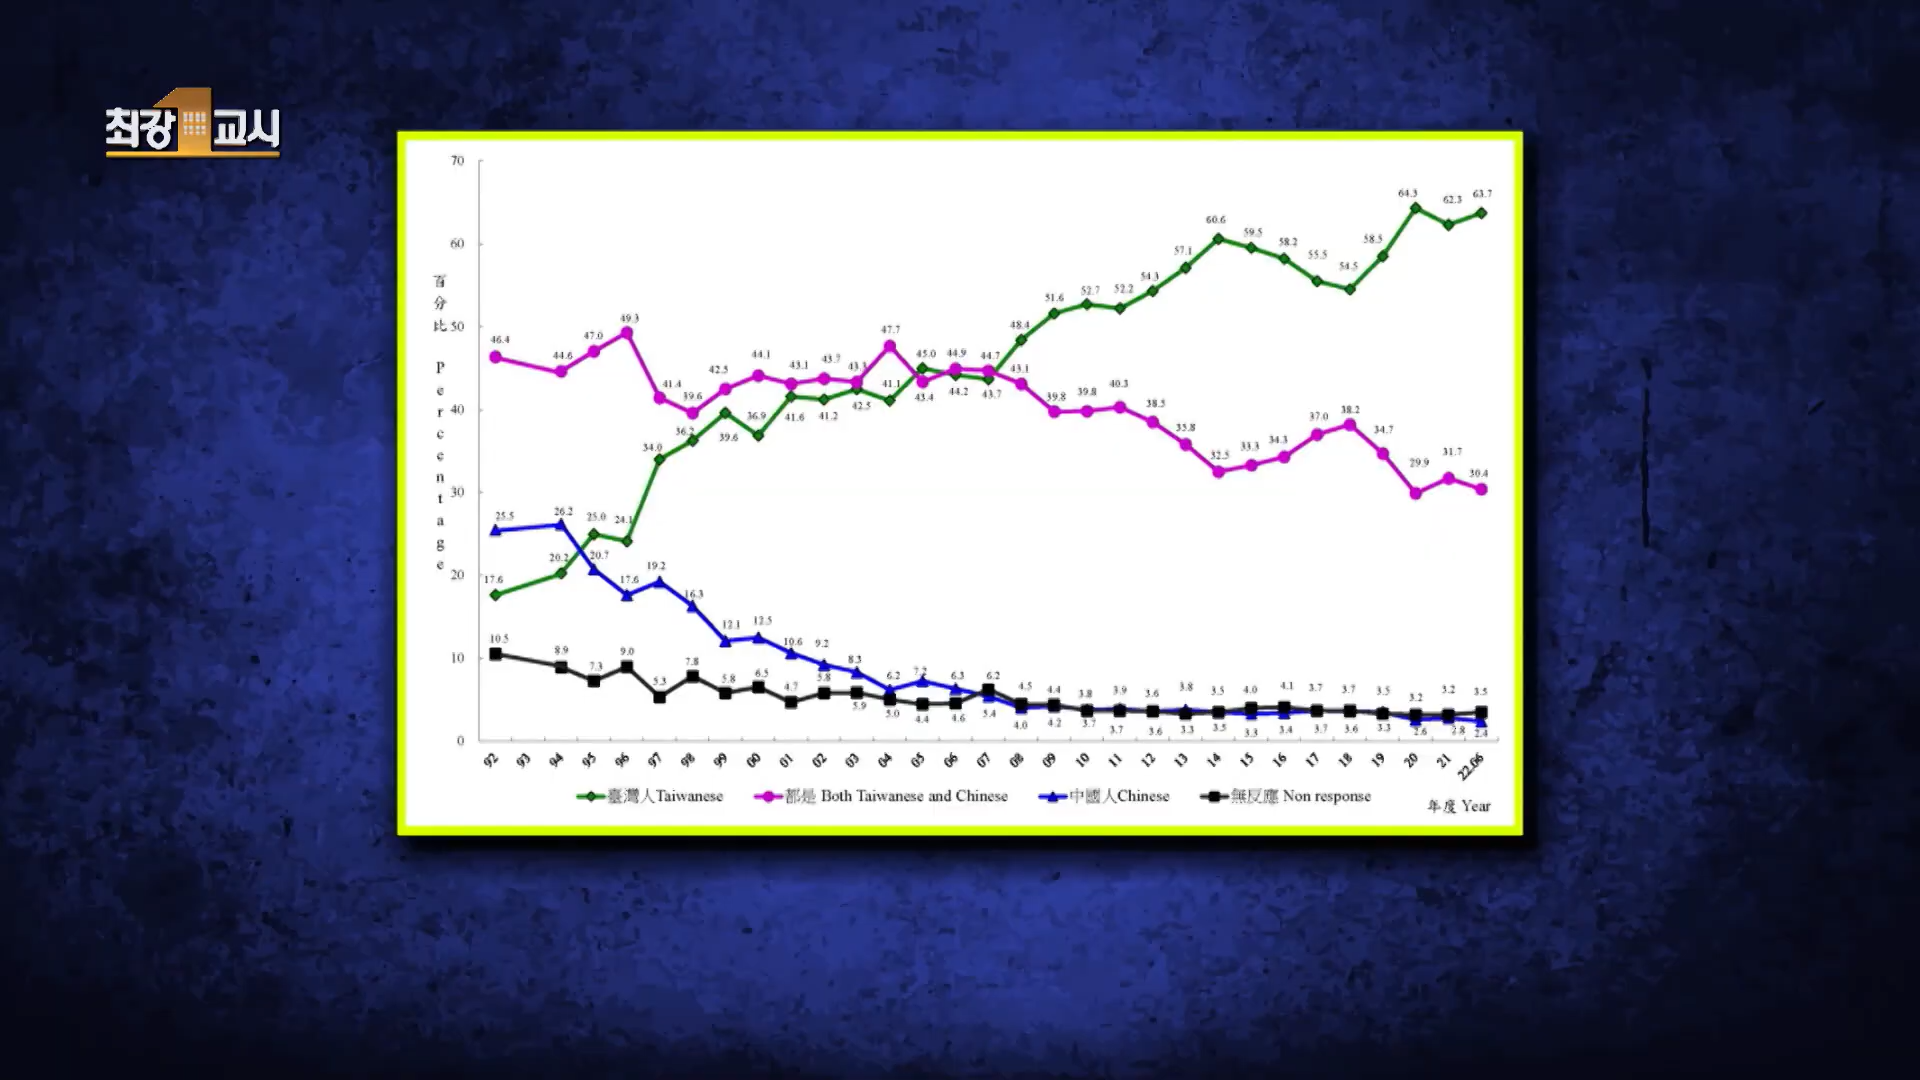 최강1교시
70
60
50
40
30
20
10
0
百分比 Percentage
46.4 44.6 47.0 49.3 41.4 39.6 42.5 44.1 43.1 43.7 43.3 47.7 43.4 44.9 44.7 43.1 39.8 39.8 40.3 38.5 35.8 32.5 33.3 34.3 37.0 38.2 34.7 29.9 31.7 30.4
17.6 20.2 25.0 24.1 34.0 36.2 39.6 36.9 41.6 41.2 42.5 41.1 45.0 44.2 43.7 48.4 51.6 52.7 52.2 54.3 57.1 60.6 59.5 58.2 55.5 54.5 58.5 64.3 62.3 63.7
25.5 26.2 20.7 17.6 19.2 16.3 12.1 12.5 10.6 9.2 8.3 6.2 7.2 6.3 5.4 4.0 4.2 3.8 3.9 3.6 3.8 3.5 3.3 3.4 3.7 3.6 3.5 2.6 2.8 2.4
10.5 8.9 7.3 9.0 5.3 7.8 5.8 6.5 4.7 5.8 5.9 5.0 4.4 4.6 6.2 4.5 4.4 3.7 3.7 3.6 3.3 3.5 4.0 4.1 3.7 3.7 3.3 3.2 3.2 3.5
92 93 94 95 96 97 98 99 00 01 02 03 04 05 06 07 08 09 10 11 12 13 14 15 16 17 18 19 20 21 22.06
臺灣人Taiwanese 都是 Both Taiwanese and Chinese 中國人Chinese 無反應 Non response
年度 Year